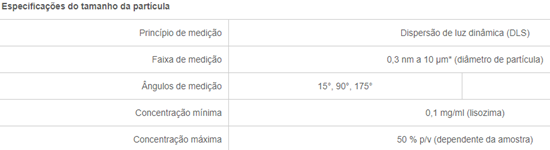 Especificações do tamanho da partícula
Princípio de medição Dispersão de luz dinâmica (DLS)
Faixa de medição 0,3 nm a 10 μm* (diâmetro de partícula)
Ângulos de medição 15°, 90°, 175°
Concentração mínima 0,1 mg/ml (lisozima)
Concentração máxima 50 % p/v (dependente da amostra)